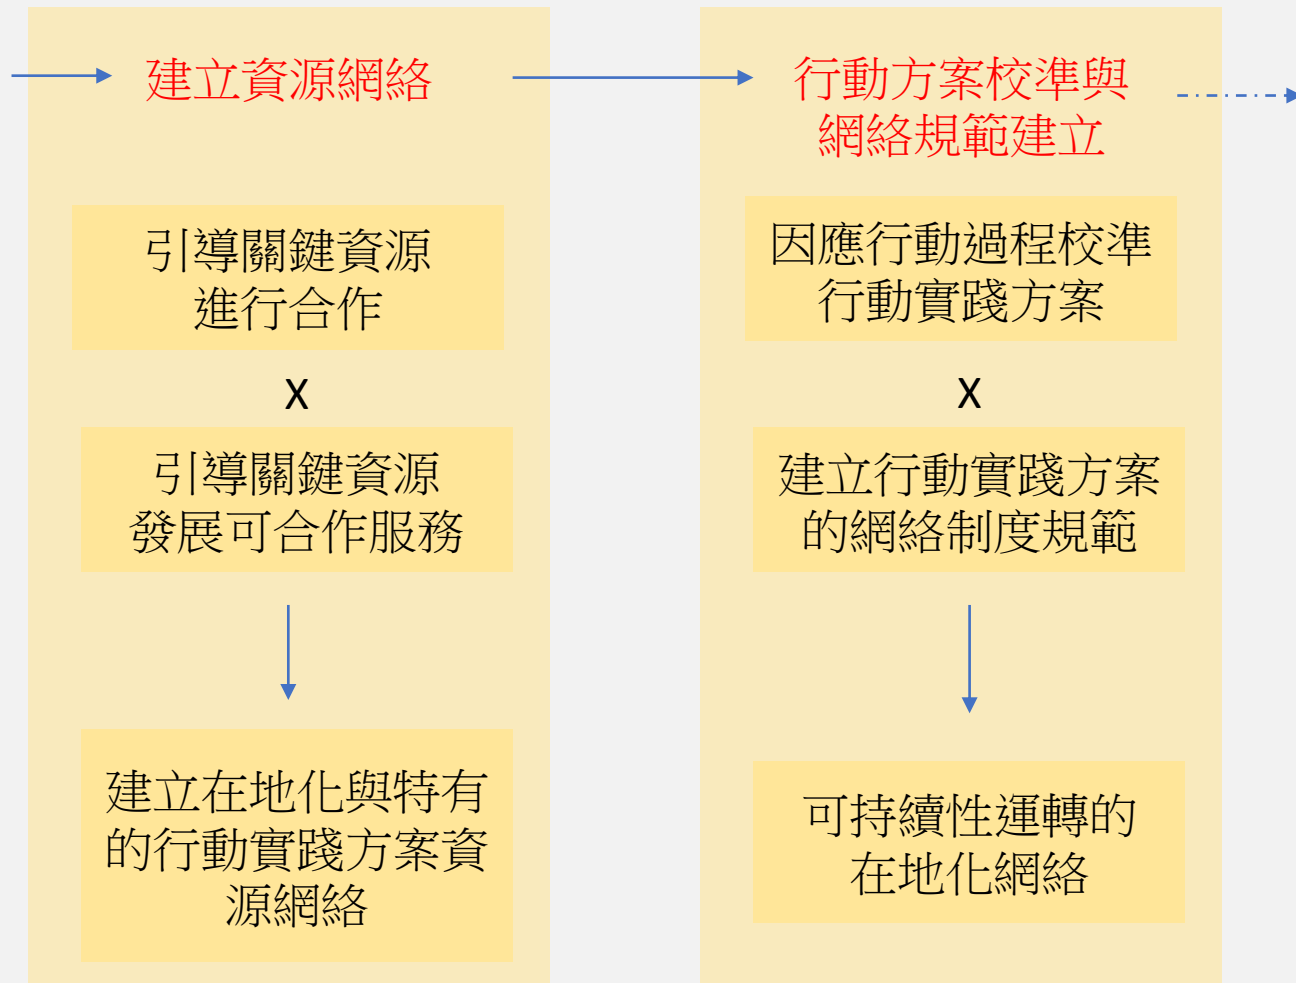 建立資源網絡
引導關鍵資源
進行合作
X
引導關鍵資源
發展可合作服務
建立在地化與特有
的行動實踐方案資
源網絡
行動方案校準與
網絡規範建立
因應行動過程校準
行動實踐方案
X
建立行動實踐方案
的網絡制度規範
可持續性運轉的
在地化網絡